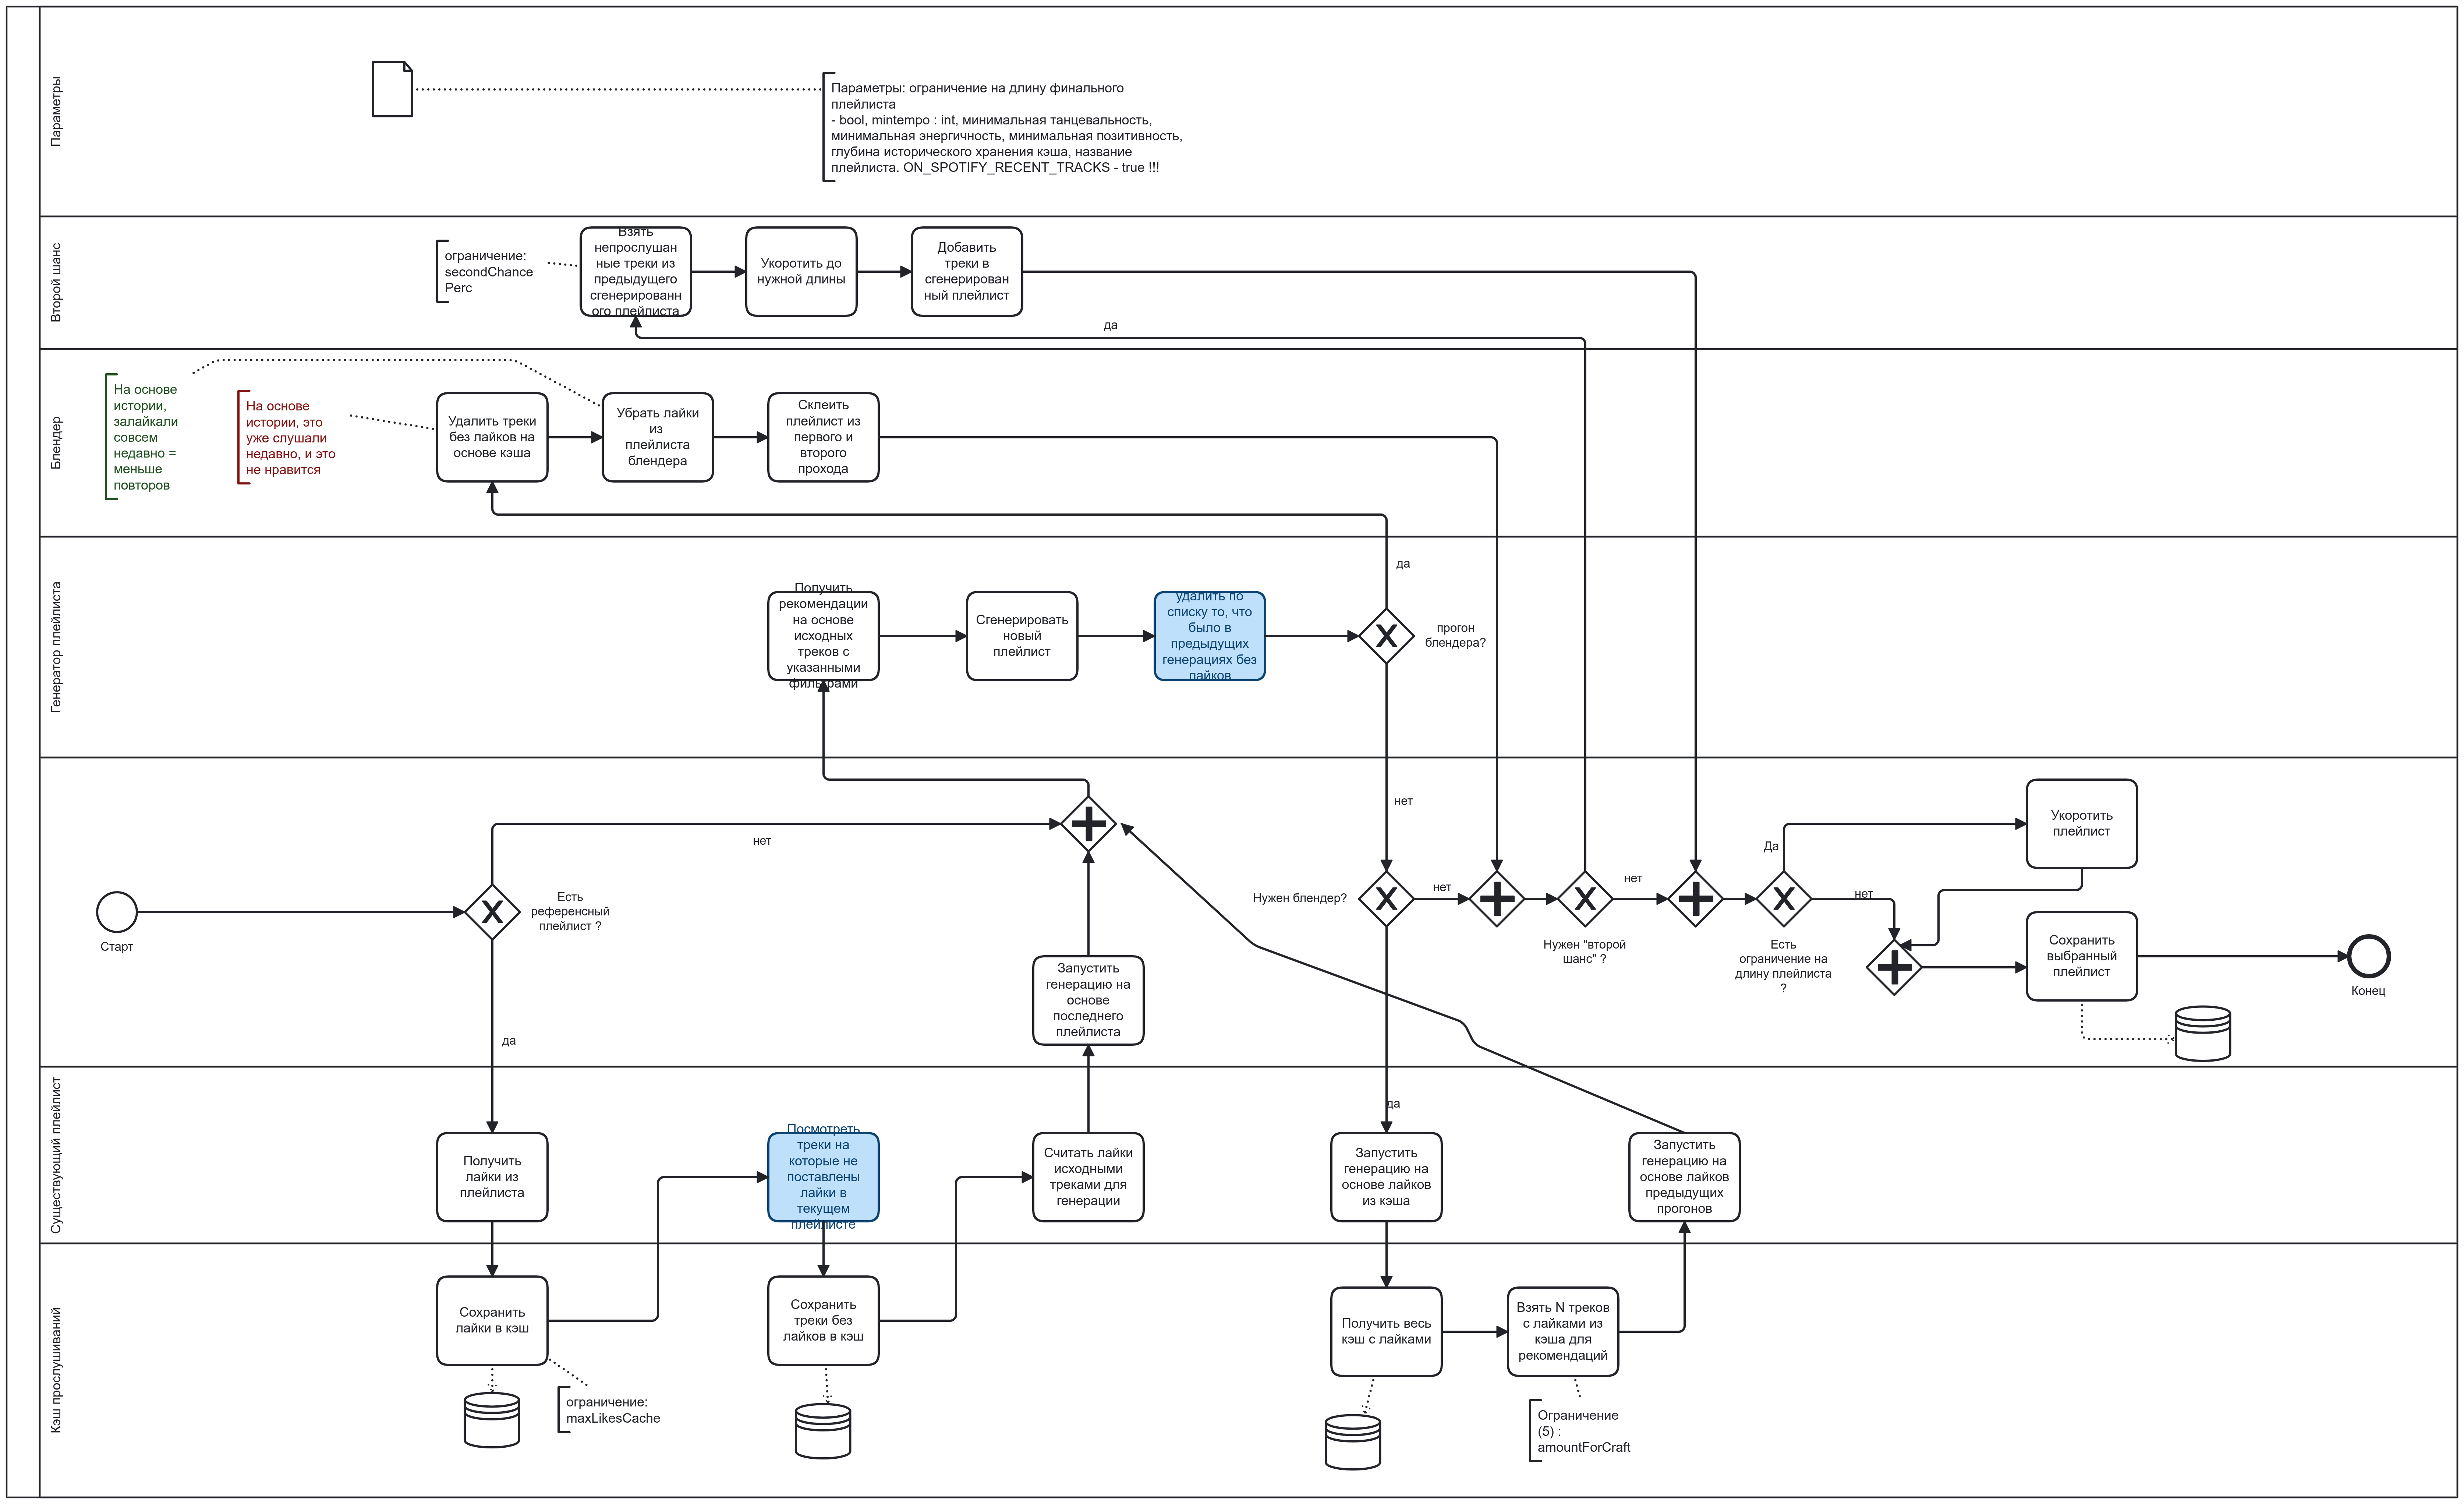 Параметры
Параметры: ограничение на длину финального
плейлиста
- bool, mintempo : int, минимальная танцевальность,
минимальная энергичность, минимальная позитивность,
глубина исторического хранения кэша, название
плейлиста. ON_SPOTIFY_RECENT_TRACKS - true !!!
Второй шанс
ограничение:
secondChance
Perc
Взять
непрослушан
ные треки из
предыдущего
сгенерированн
ого плейлиста
Укоротить до
нужной длины
Добавить
треки в
сгенерирован
ный плейлист
да
Блендер
На основе
истории,
залайкали
совсем
недавно =
меньше
повторов
На основе
истории, это
уже слушали
недавно, и это
не нравится
Удалить треки
без лайков на
основе кэша
Убрать лайки
из
плейлиста
блендера
Склеить
плейлист из
первого и
второго
прохода
Генератор плейлиста
да
Получить
рекомендации
на основе
исходных
треков с
указанными
фильтрами
Сгенерировать
новый
плейлист
удалить по
списку то, что
было в
предыдущих
генерациях без
лайков
прогон
блендера?
нет
нет
Старт
Есть
референсный
плейлист ?
да
Запустить
генерацию на
основе
последнего
плейлиста
Нужен блендер?
нет
Нужен "второй
шанс" ?
нет
Да
Есть
ограничение на
длину плейлиста
?
нет
Укоротить
плейлист
Сохранить
выбранный
плейлист
Конец
Существующий плейлист
да
Получить
лайки из
плейлиста
Посмотреть
треки на
которые не
поставлены
лайки в
текущем
плейлисте
Считать лайки
исходными
треками для
генерации
Запустить
генерацию на
основе лайков
из кэша
Запустить
генерацию на
основе лайков
предыдущих
прогонов
Кэш прослушиваний
Сохранить
лайки в кэш
ограничение:
maxLikesCache
Сохранить
треки без
лайков в кэш
Получить весь
кэш с лайками
Взять N треков
с лайками из
кэша для
рекомендаций
Ограничение
(5) :
amountForCraft